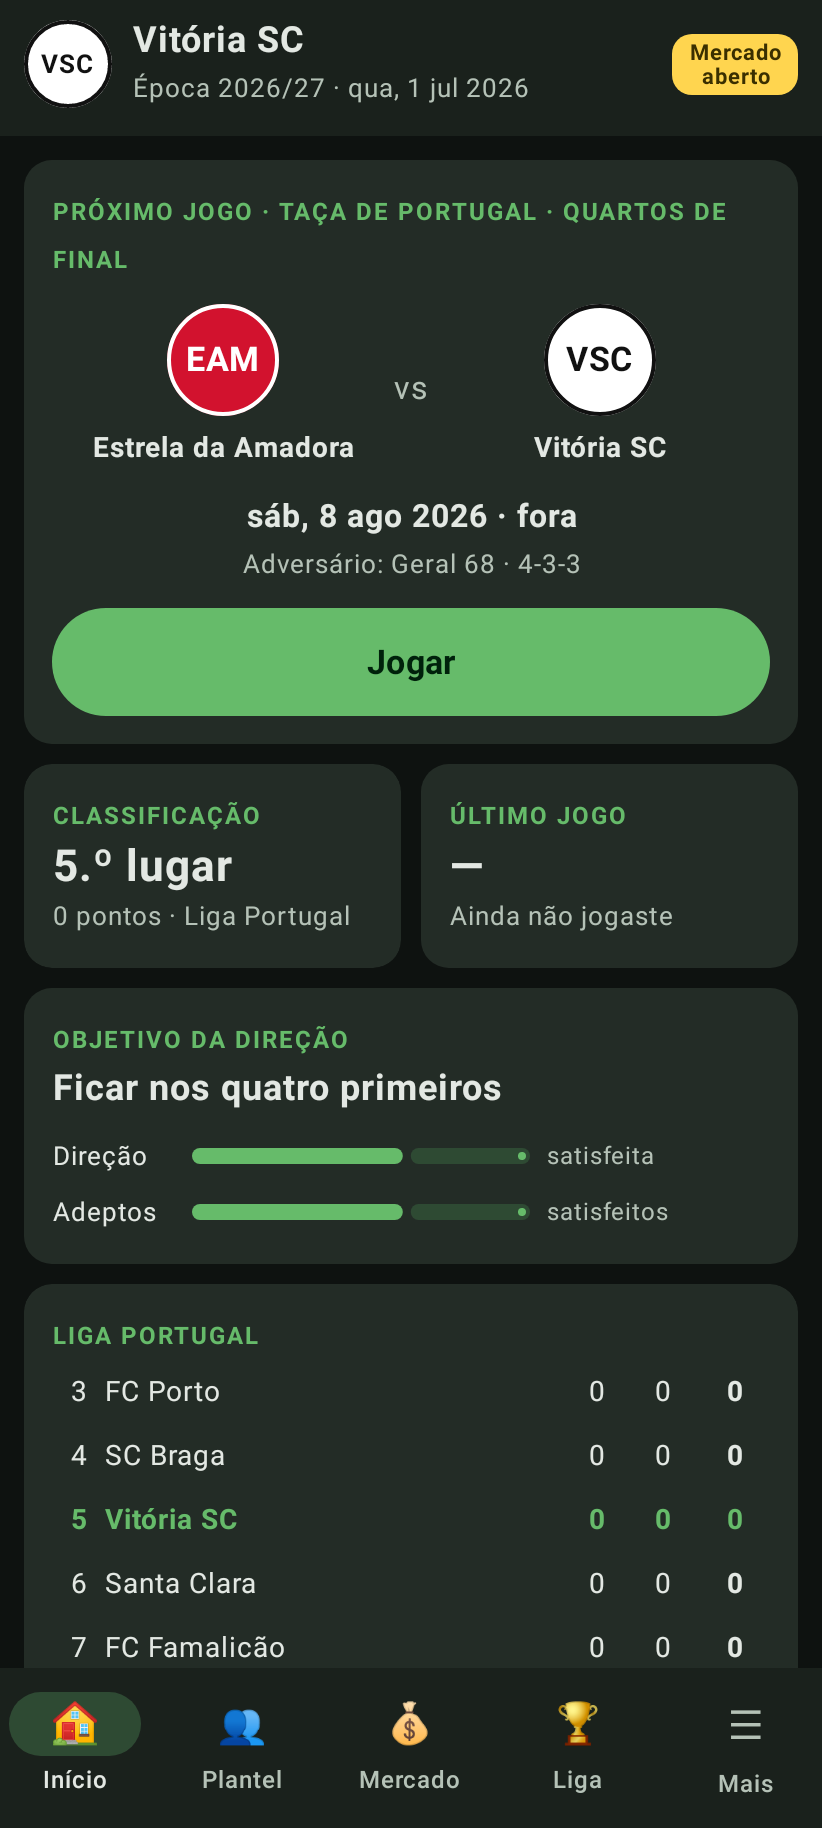 VSC
Vitória SC
Época 2026/27 · qua, 1 jul 2026
Mercado
aberto
PRÓXIMO JOGO · TAÇA DE PORTUGAL · QUARTOS DE
FINAL
EAM
vs
VSC
Estrela da Amadora
Vitória SC
sáb, 8 ago 2026 · fora
Adversário: Geral 68 · 4-3-3
Jogar
CLASSIFICAÇÃO
5.º lugar
0 pontos · Liga Portugal
ÚLTIMO JOGO
—
Ainda não jogaste
OBJETIVO DA DIREÇÃO
Ficar nos quatro primeiros
Direção satisfeita
Adeptos satisfeitos
LIGA PORTUGAL
3 FC Porto 0 0 0
4 SC Braga 0 0 0
5 Vitória SC 0 0 0
6 Santa Clara 0 0 0
7 FC Famalicão 0 0 0
Início
Plantel
Mercado
Liga
Mais